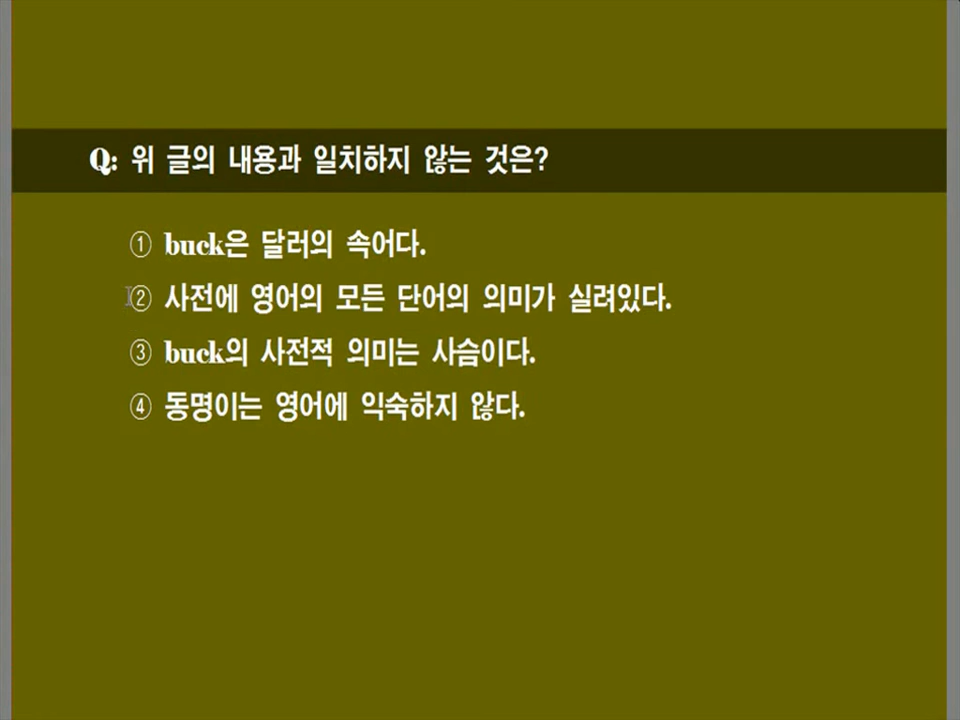 Q: 위 글의 내용과 일치하지 않는 것은?
① buck은 달러의 속어다.
② 사전에 영어의 모든 단어의 의미가 실려있다.
③ buck의 사전적 의미는 사슴이다.
④ 동명이는 영어에 익숙하지 않다.